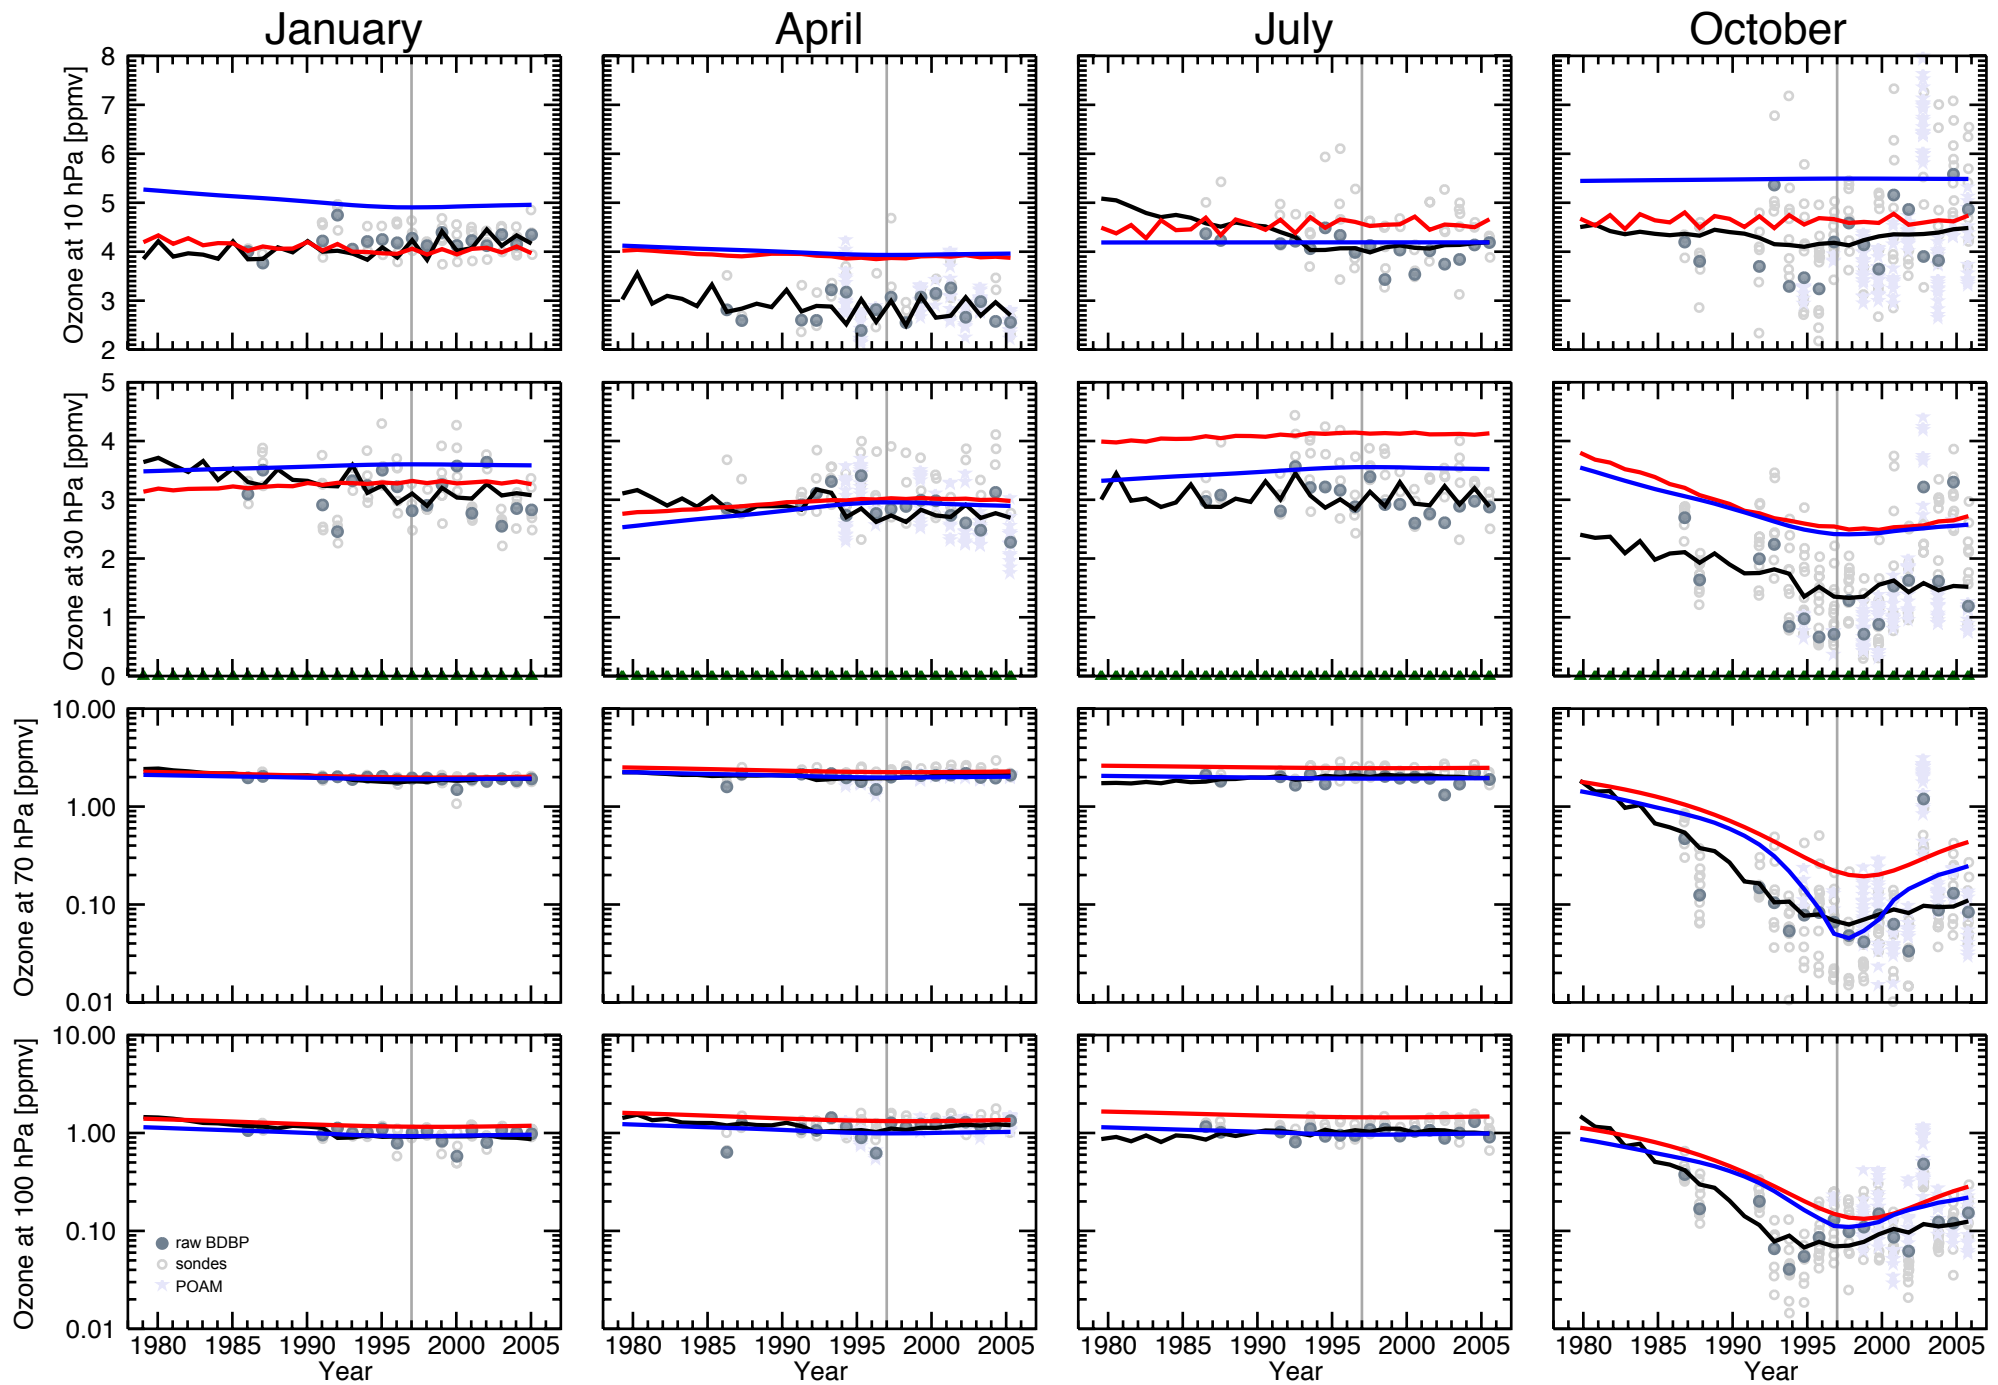 January April July October
Ozone at 10 hPa [ppmv]
8
7
6
5
4
3
2
Ozone at 30 hPa [ppmv]
5
4
3
2
1
0
Ozone at 70 hPa [ppmv]
10.00
1.00
0.10
0.01
Ozone at 100 hPa [ppmv]
10.00
1.00
0.10
0.01
raw BDBP
sondes
POAM
1980 1985 1990 1995 2000 2005 1980 1985 1990 1995 2000 2005 1980 1985 1990 1995 2000 2005 1980 1985 1990 1995 2000 2005
Year Year Year Year